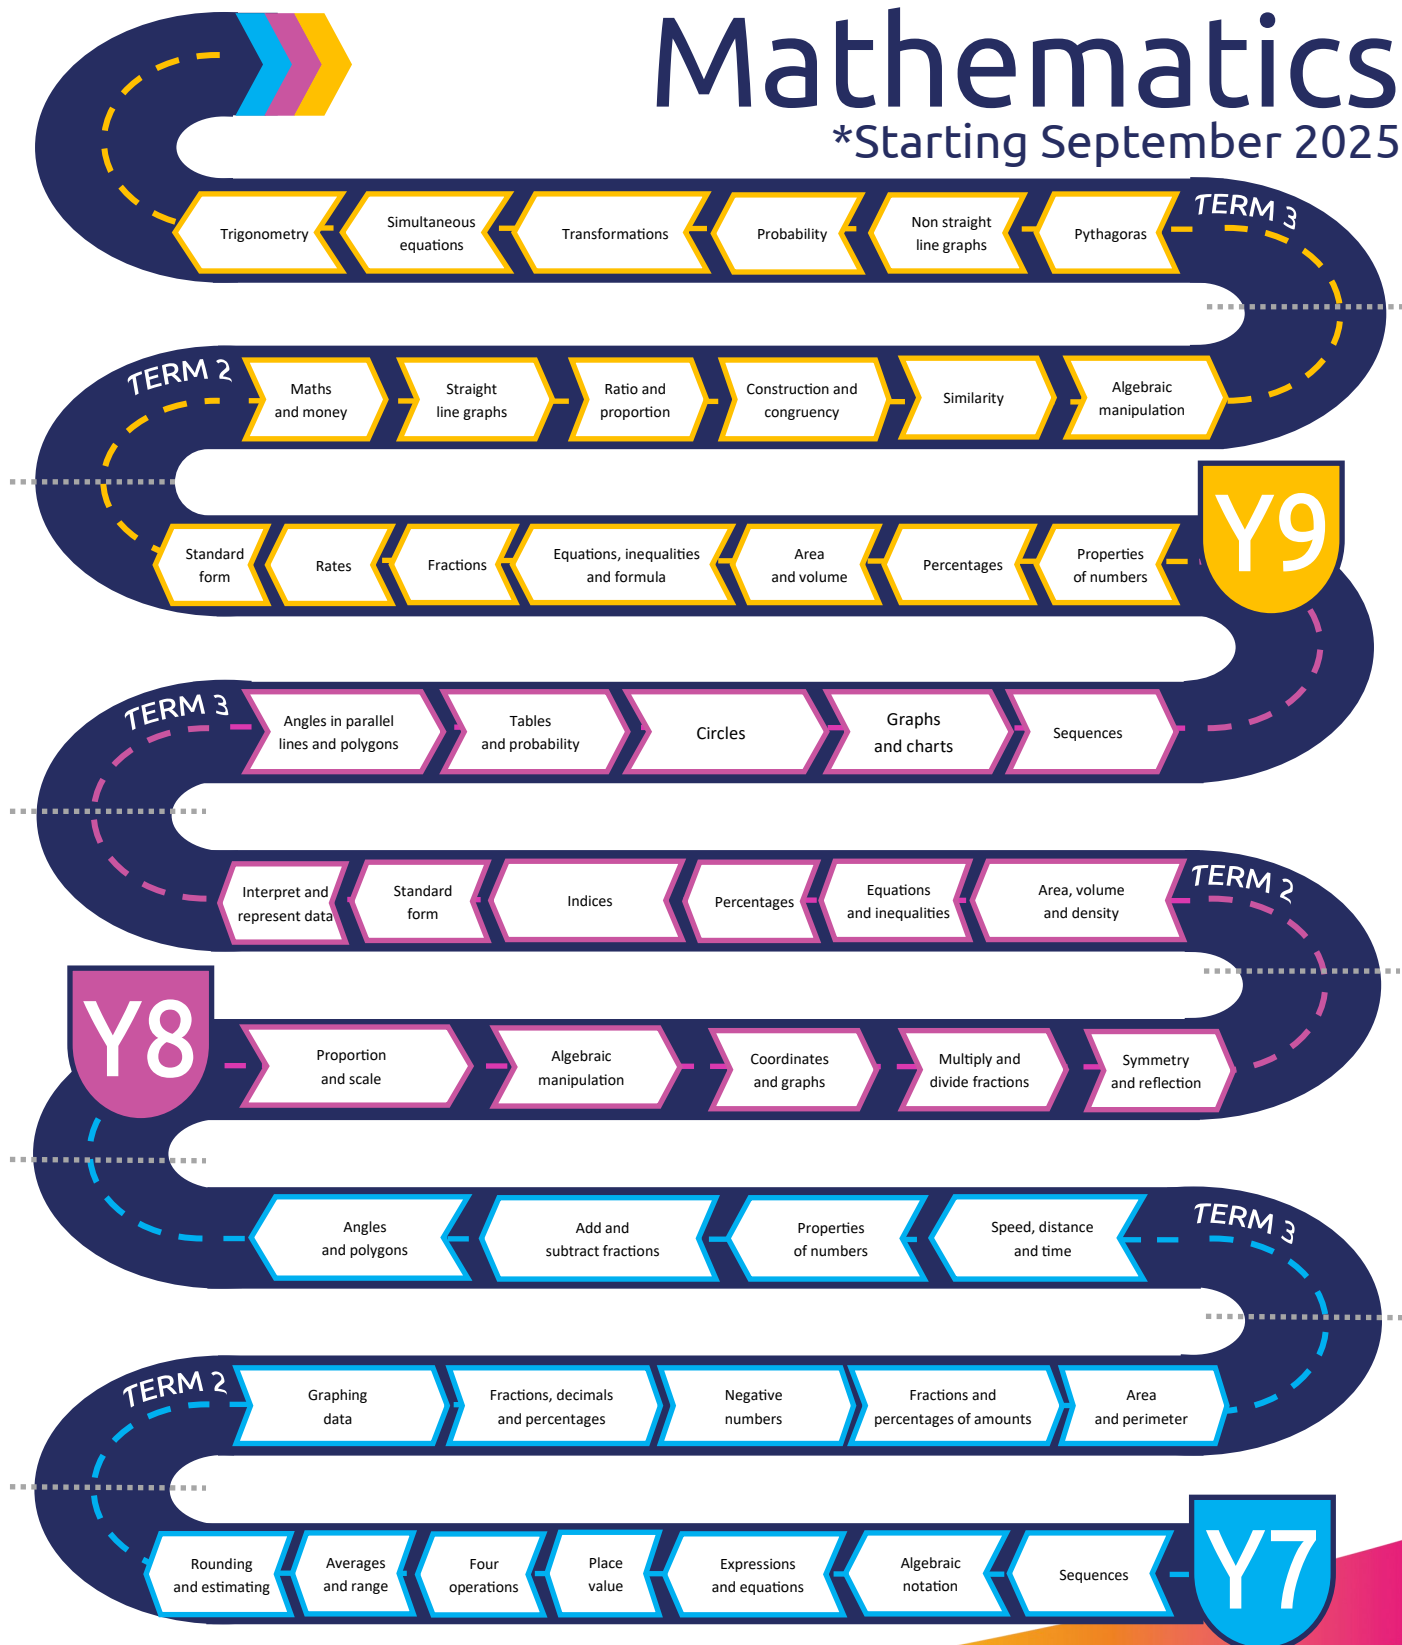 Mathematics
*Starting September 2025
TERM 3
Trigonometry
Simultaneous
equations
Transformations
Probability
Non straight
line graphs
Pythagoras
TERM 2
Maths
and money
Straight
line graphs
Ratio and
proportion
Construction and
congruency
Similarity
Algebraic
manipulation
Y9
Standard
form
Rates
Fractions
Equations, inequalities
and formula
Area
and volume
Percentages
Properties
of numbers
TERM 3
Angles in parallel
lines and polygons
Tables
and probability
Circles
Graphs
and charts
Sequences
TERM 2
Interpret and
represent data
Standard
form
Indices
Percentages
Equations
and inequalities
Area, volume
and density
Y8
Proportion
and scale
Algebraic
manipulation
Coordinates
and graphs
Multiply and
divide fractions
Symmetry
and reflection
TERM 3
Angles
and polygons
Add and
subtract fractions
Properties
of numbers
Speed, distance
and time
TERM 2
Graphing
data
Fractions, decimals
and percentages
Negative
numbers
Fractions and
percentages of amounts
Area
and perimeter
Y7
Rounding
and estimating
Averages
and range
Four
operations
Place
value
Expressions
and equations
Algebraic
notation
Sequences